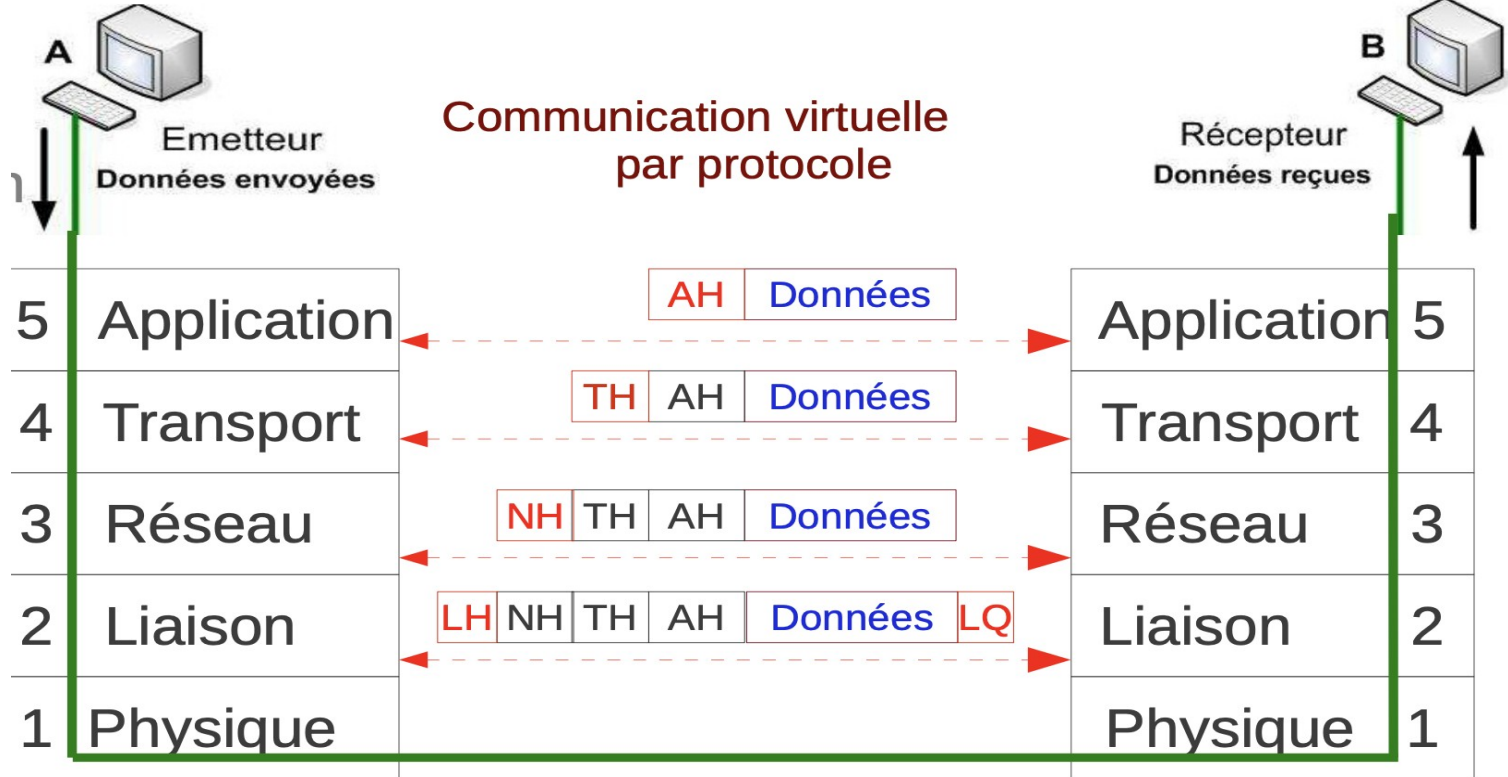 A
B
Communication virtuelle
par protocole
Emetteur
Données envoyées
Récepteur
Données reçues
5 Application
AH Données
Application 5
4 Transport
TH AH Données
Transport 4
3 Réseau
NH TH AH Données
Réseau 3
2 Liaison
LH NH TH AH Données LQ
Liaison 2
1 Physique
Physique 1